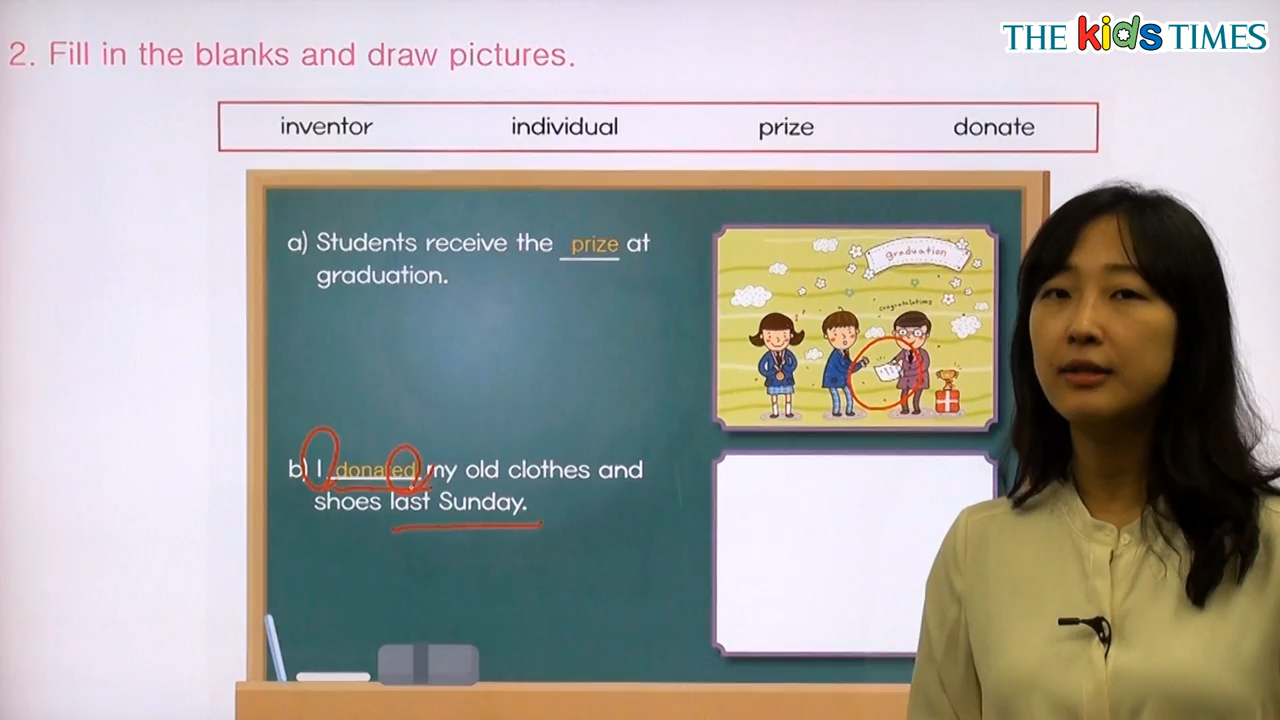 THE kids TIMES
2. Fill in the blanks and draw pictures.
inventor individual prize donate
a) Students receive the prize at
graduation.
graduation
congratulations
b) I donated my old clothes and
shoes last Sunday.